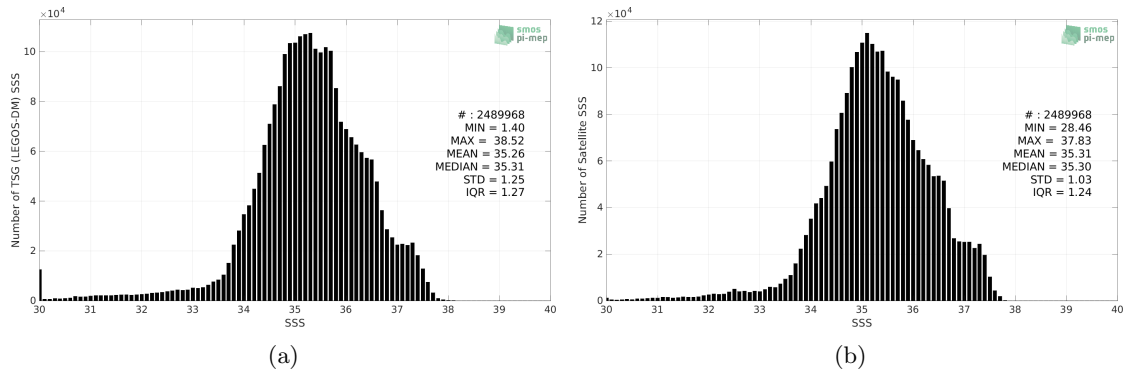 ×10⁴
10
8
6
4
2
0
Number of TSG (LEGOS-DM) SSS
smos
pi-mep
# : 2489968
MIN = 1.40
MAX = 38.52
MEAN = 35.26
MEDIAN = 35.31
STD = 1.25
IQR = 1.27
30 31 32 33 34 35 36 37 38 39 40
SSS
(a)
12 ×10⁴
10
8
6
4
2
0
Number of Satellite SSS
smos
pi-mep
# : 2489968
MIN = 28.46
MAX = 37.83
MEAN = 35.31
MEDIAN = 35.30
STD = 1.03
IQR = 1.24
30 31 32 33 34 35 36 37 38 39 40
SSS
(b)